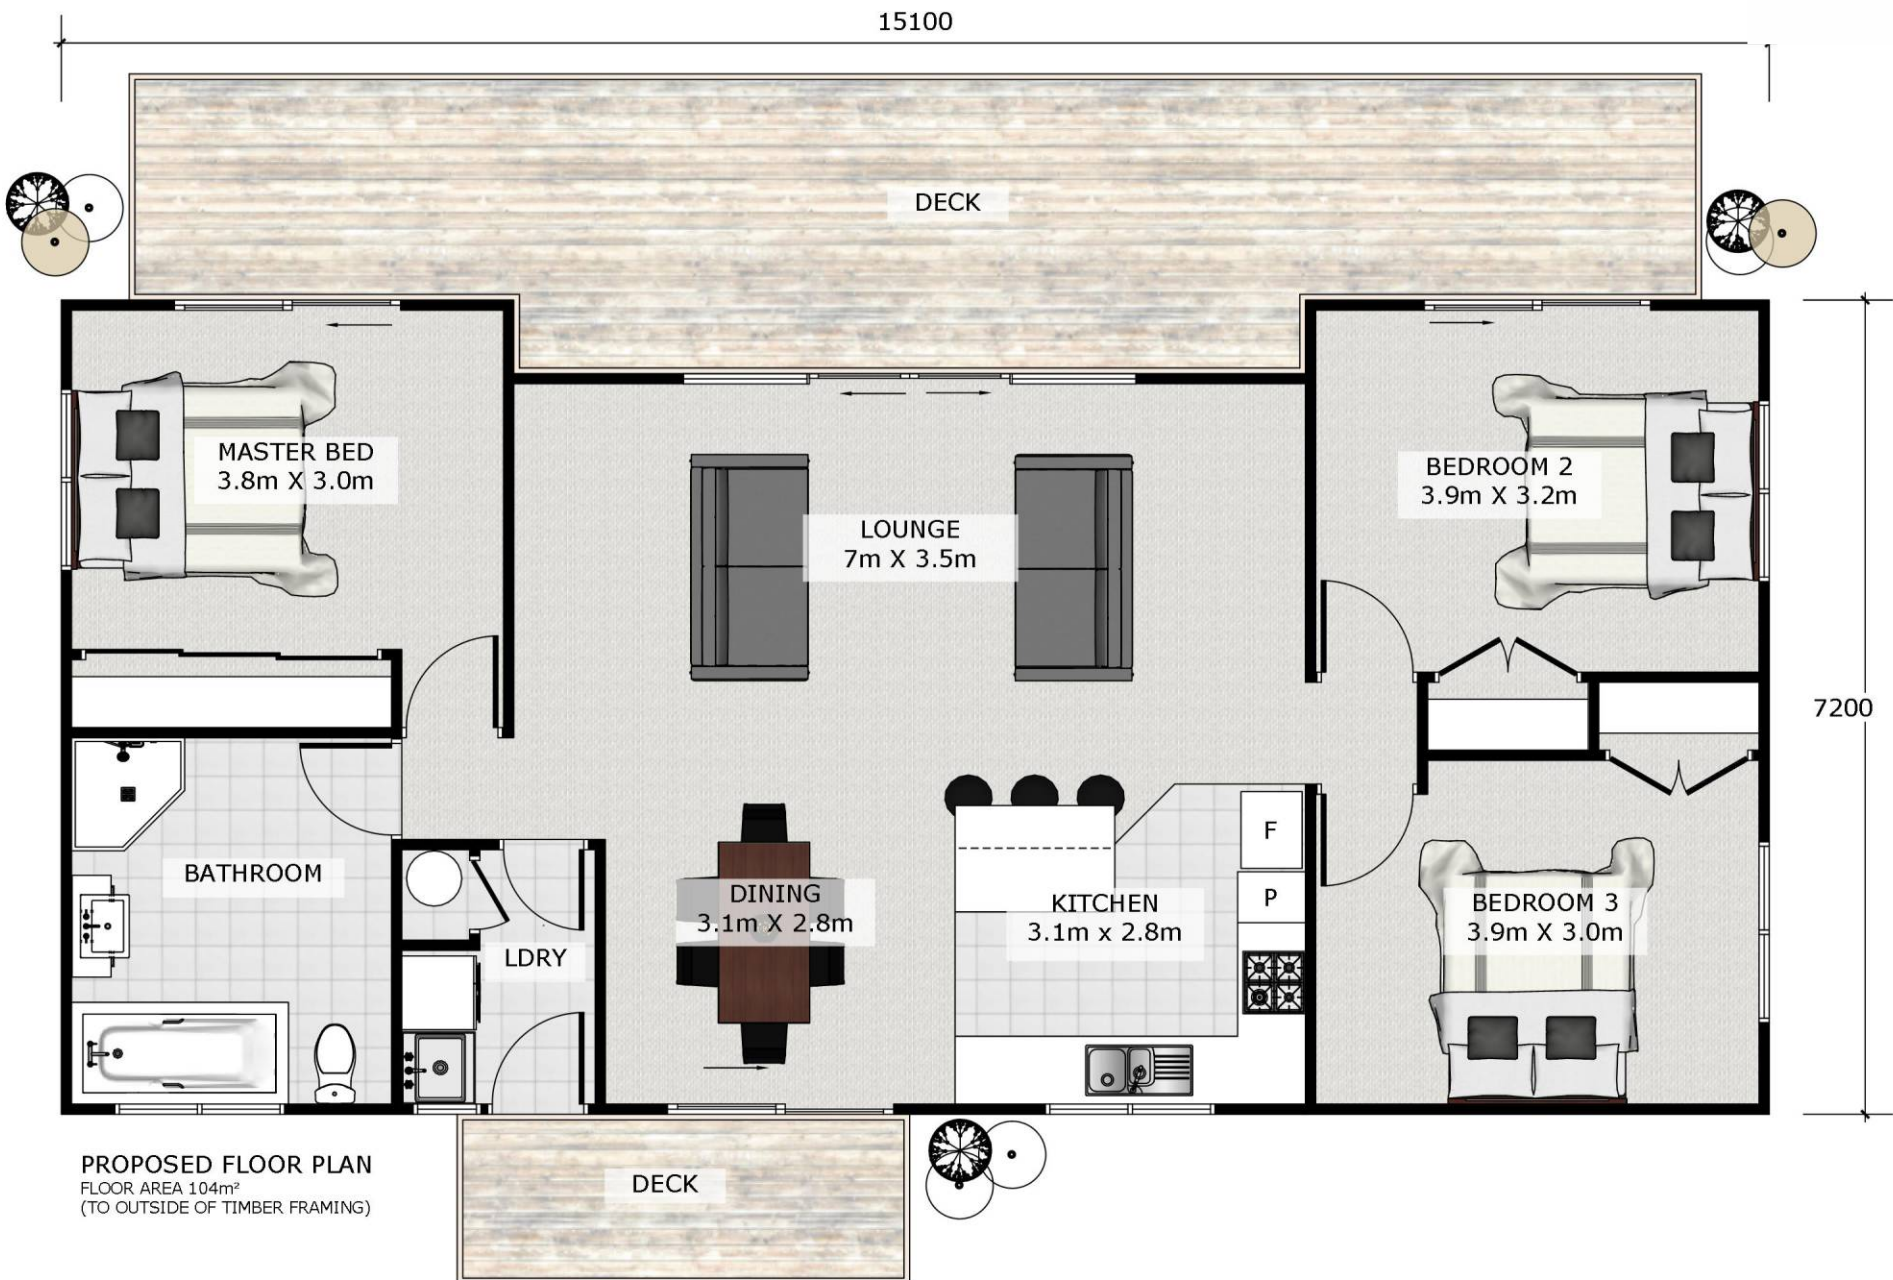 15100
DECK
MASTER BED
3.8m X 3.0m
BEDROOM 2
3.9m X 3.2m
LOUNGE
7m X 3.5m
7200
BATHROOM
F
P
DINING
3.1m X 2.8m
KITCHEN
3.1m x 2.8m
BEDROOM 3
3.9m X 3.0m
LDRY
DECK
PROPOSED FLOOR PLAN
FLOOR AREA 104m²
(TO OUTSIDE OF TIMBER FRAMING)